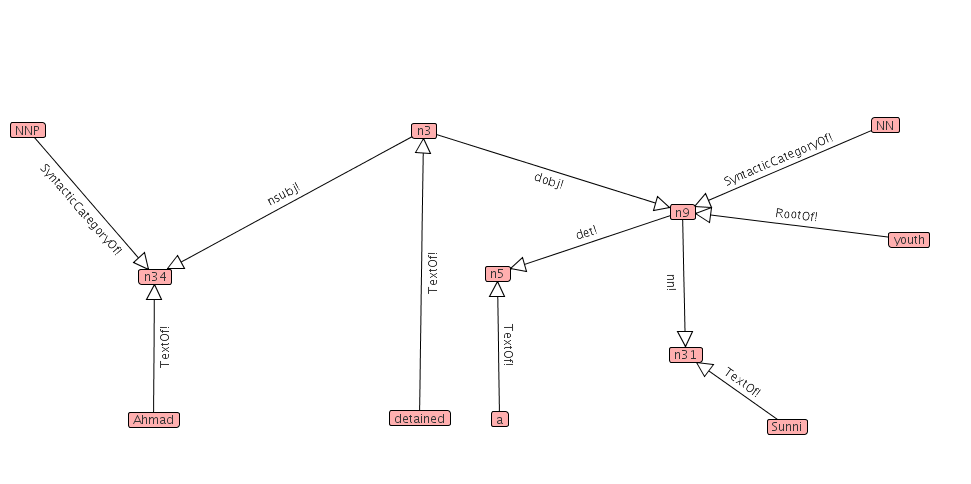 NNP
n3
NN
SyntacticCategoryOf!
nsubj!
dobj!
SyntacticCategoryOf!
n9
RootOf!
youth
det!
n34
n5
TextOf!
nn!
TextOf!
TextOf!
n31
TextOf!
Ahmad
detained
a
Sunni